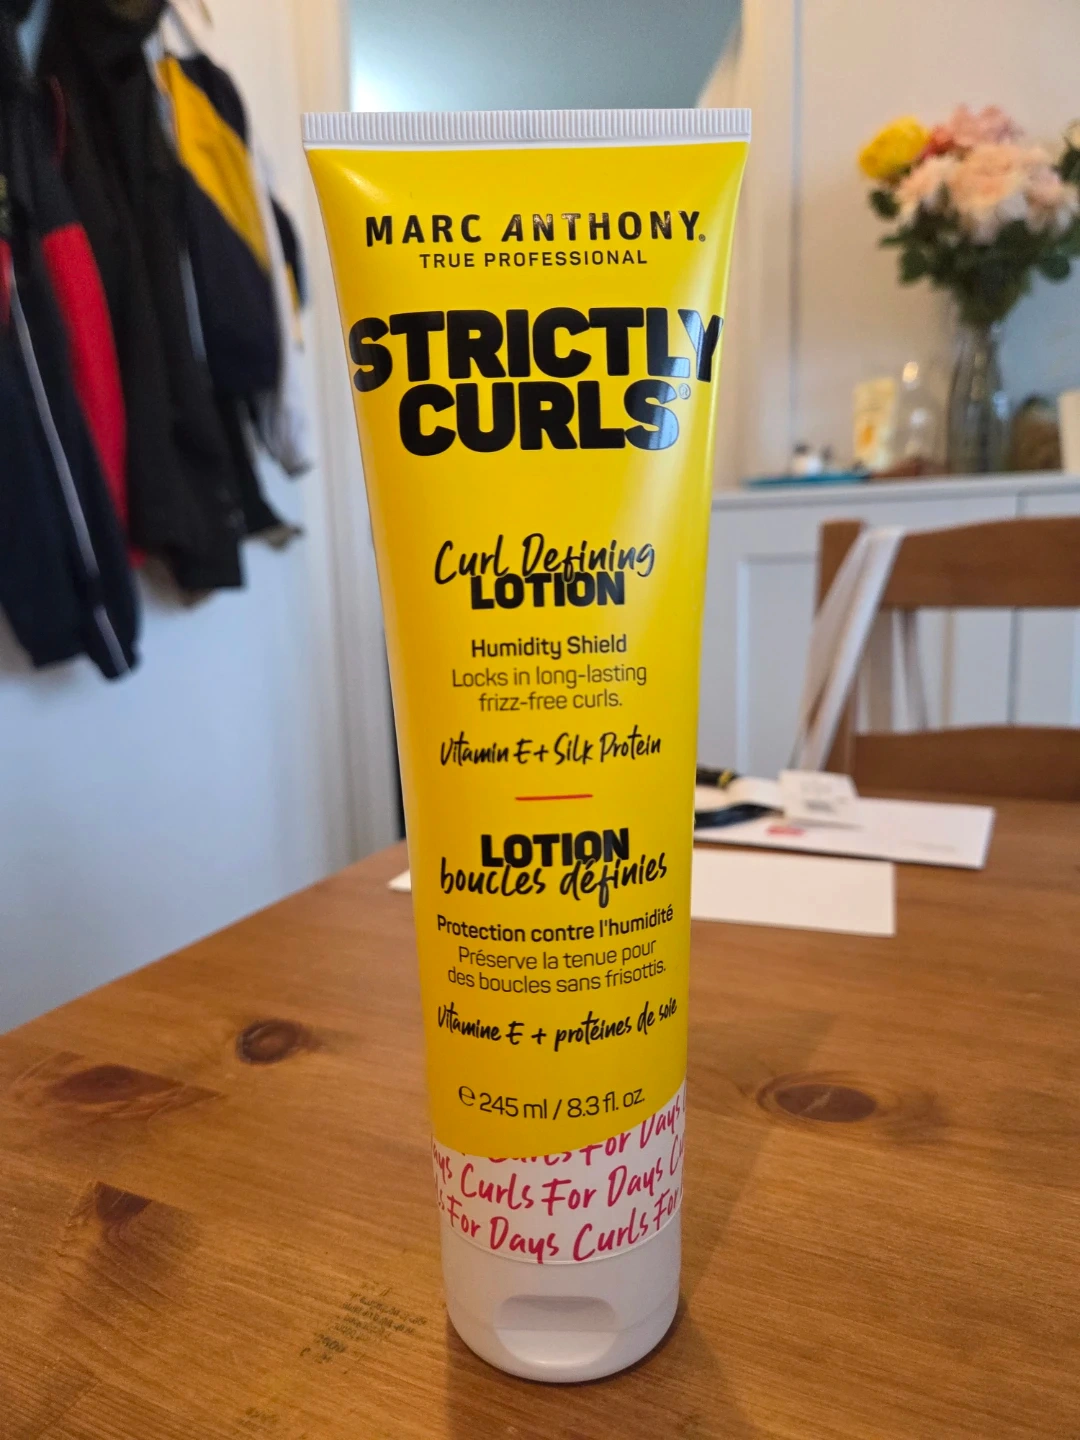 MARC ANTHONY®
TRUE PROFESSIONAL
STRICTLY
CURLS®
Curl Defining
LOTION
Humidity Shield
Locks in long-lasting
frizz-free curls.
Vitamin E + Silk Protein
LOTION
boucles définies
Protection contre l'humidité
Préserve la tenue pour
des boucles sans frisottis.
Vitamine E + protéines de soie
℮ 245 ml / 8.3 fl. oz.
Curls For Days
Curls For Days
For Days Curls For